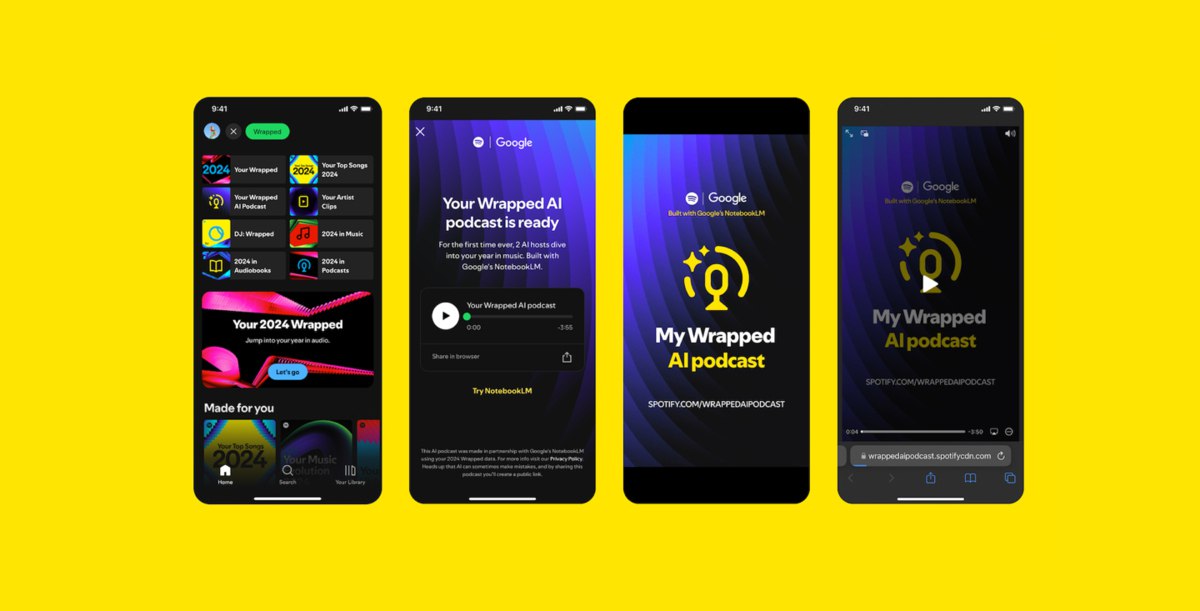 9:41
Wrapped
2024
Your Wrapped
2024
Your Top Songs
2024
Your Wrapped
AI Podcast
Your Artist
Clips
DJ: Wrapped
2024 in Music
2024 in
Audiobooks
2024 in
Podcasts
Your 2024 Wrapped
Jump into your year in audio.
Let's go
Made for you
Your Top Songs
2024
Your Music
Home
Search
Your Library
9:41
Google
Your Wrapped AI
podcast is ready
For the first time ever, 2 AI hosts dive
into your year in music. Built with
Google's NotebookLM.
Your Wrapped AI podcast
0:00
-3:55
Share in browser
Try NotebookLM
This AI podcast was made in partnership with Google's NotebookLM
using your 2024 Wrapped data. For more info visit our Privacy Policy.
Heads up that AI can sometimes make mistakes, and by sharing this
podcast you'll create a public link.
Google
Built with Google's NotebookLM
My Wrapped
AI podcast
SPOTIFY.COM/WRAPPEDAIPODCAST
9:41
Google
Built with Google's NotebookLM
My Wrapped
AI podcast
SPOTIFY.COM/WRAPPEDAIPODCAST
0:04
-3:50
wrappedaipodcast.spotifycdn.com